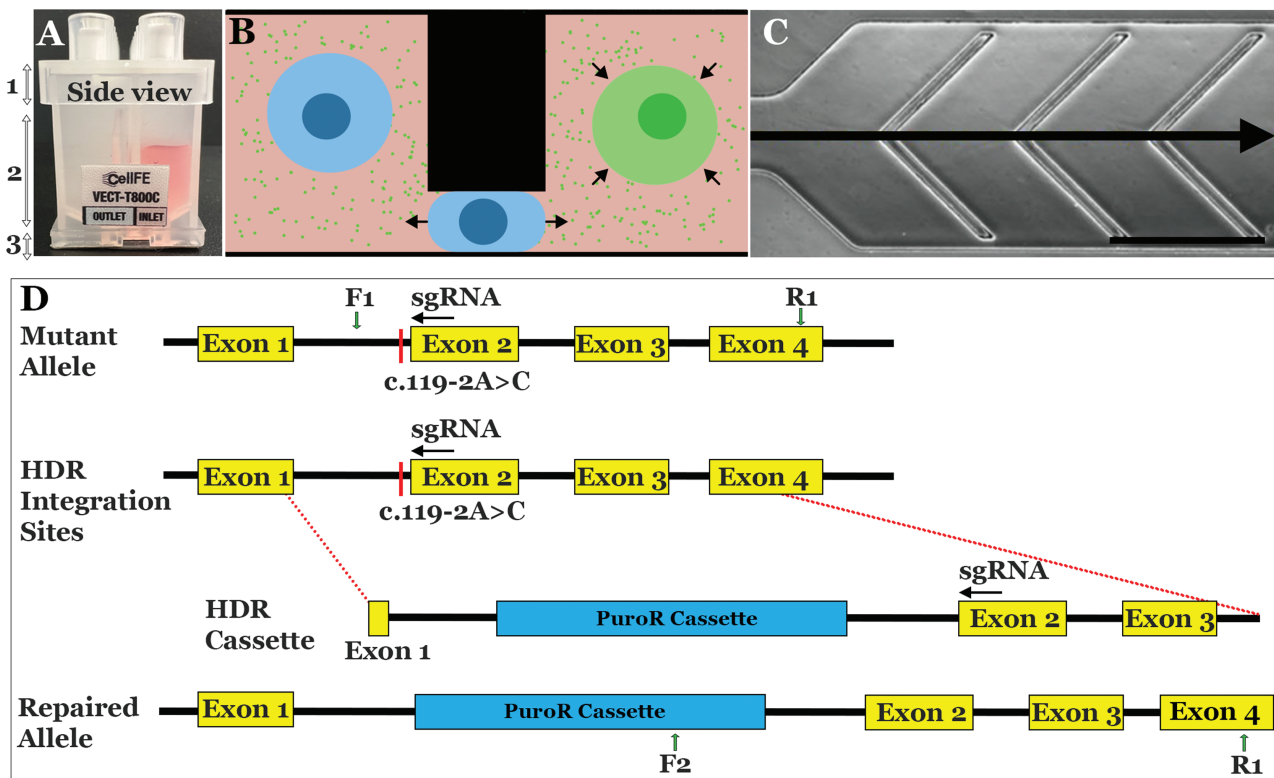 A
B
C
1
2
3
Side view
CellFE
VECT-T800C
OUTLET
INLET
D
F1
sgRNA
R1
Mutant
Allele
Exon 1
Exon 2
Exon 3
Exon 4
c.119-2A>C
sgRNA
HDR
Integration
Sites
Exon 1
Exon 2
Exon 3
Exon 4
c.119-2A>C
sgRNA
HDR
Cassette
Exon 1
PuroR Cassette
Exon 2
Exon 3
Repaired
Allele
Exon 1
PuroR Cassette
Exon 2
Exon 3
Exon 4
F2
R1